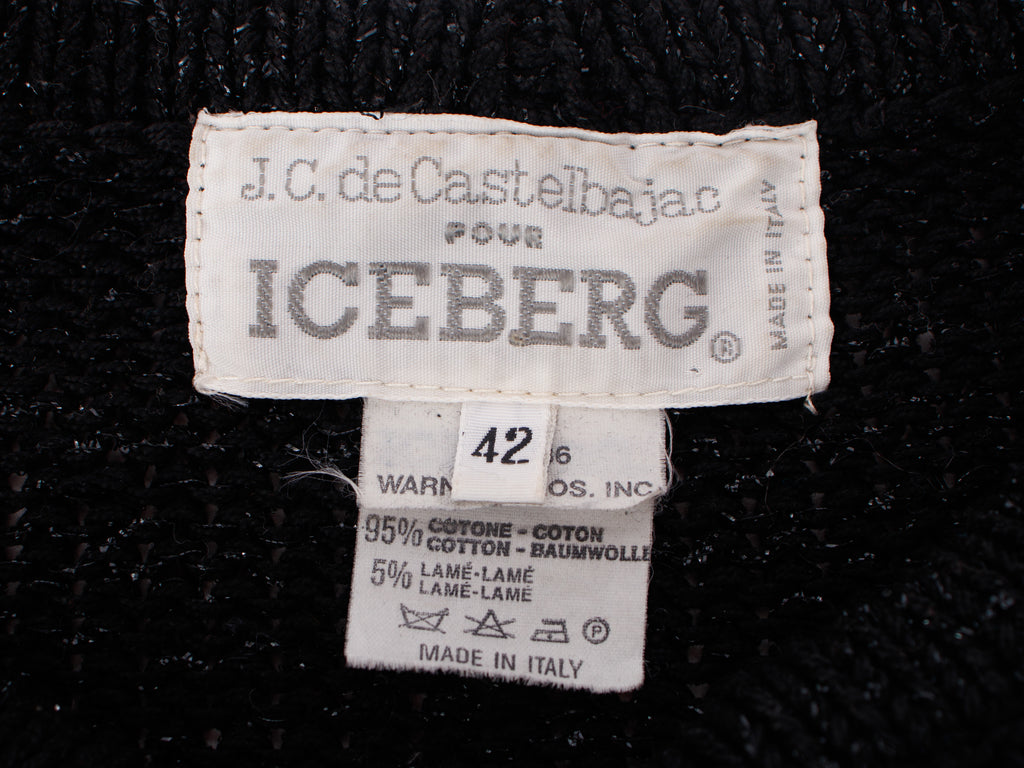 J.C. de Castelbajac
POUR
ICEBERG
®
MADE IN ITALY
42
86
WARN OS. INC
95% COTONE - COTON
COTTON - BAUMWOLLE
5% LAMÉ-LAMÉ
LAMÉ-LAMÉ
P
MADE IN ITALY